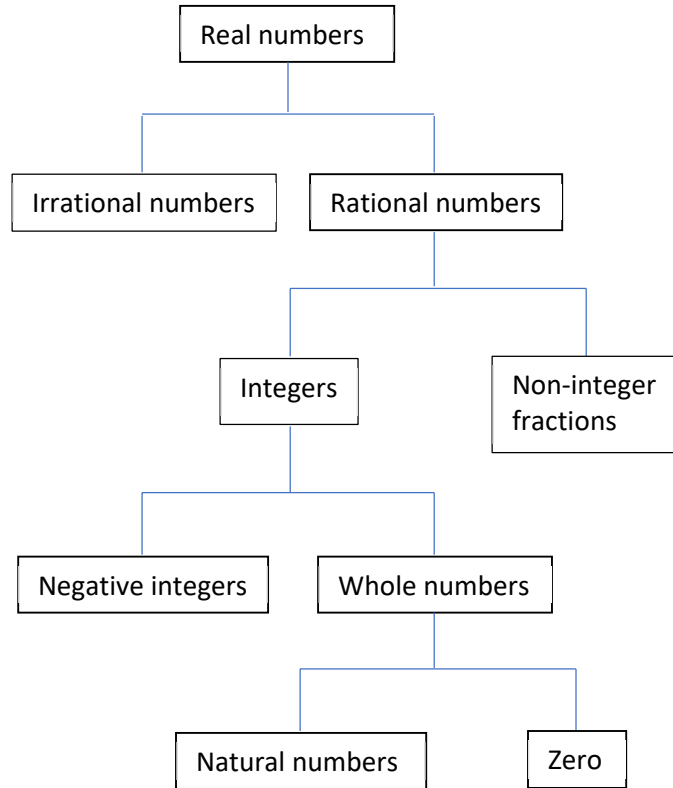 Real numbers
Irrational numbers
Rational numbers
Integers
Non-integer
fractions
Negative integers
Whole numbers
Natural numbers
Zero